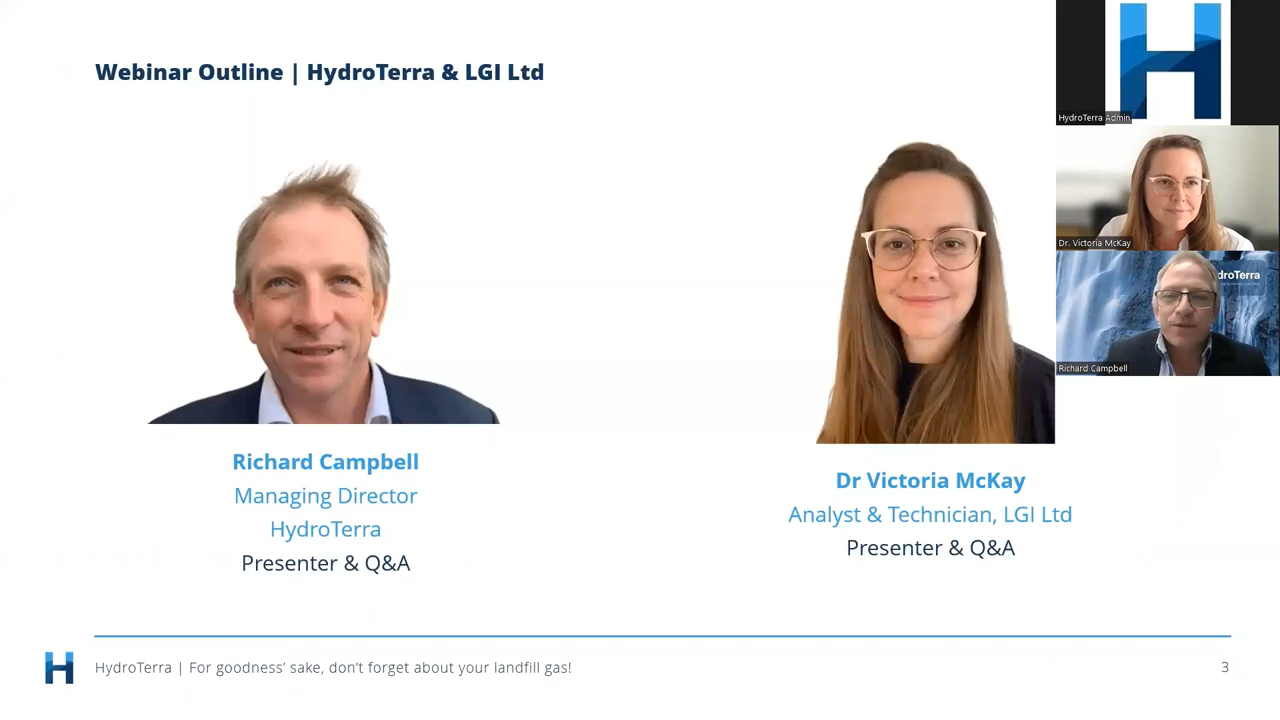 Webinar Outline | HydroTerra & LGI Ltd
HydroTerra Admin
Dr. Victoria McKay
droTerra
Richard Campbell
Richard Campbell
Managing Director
HydroTerra
Presenter & Q&A
Dr Victoria McKay
Analyst & Technician, LGI Ltd
Presenter & Q&A
HydroTerra | For goodness’ sake, don’t forget about your landfill gas!
3